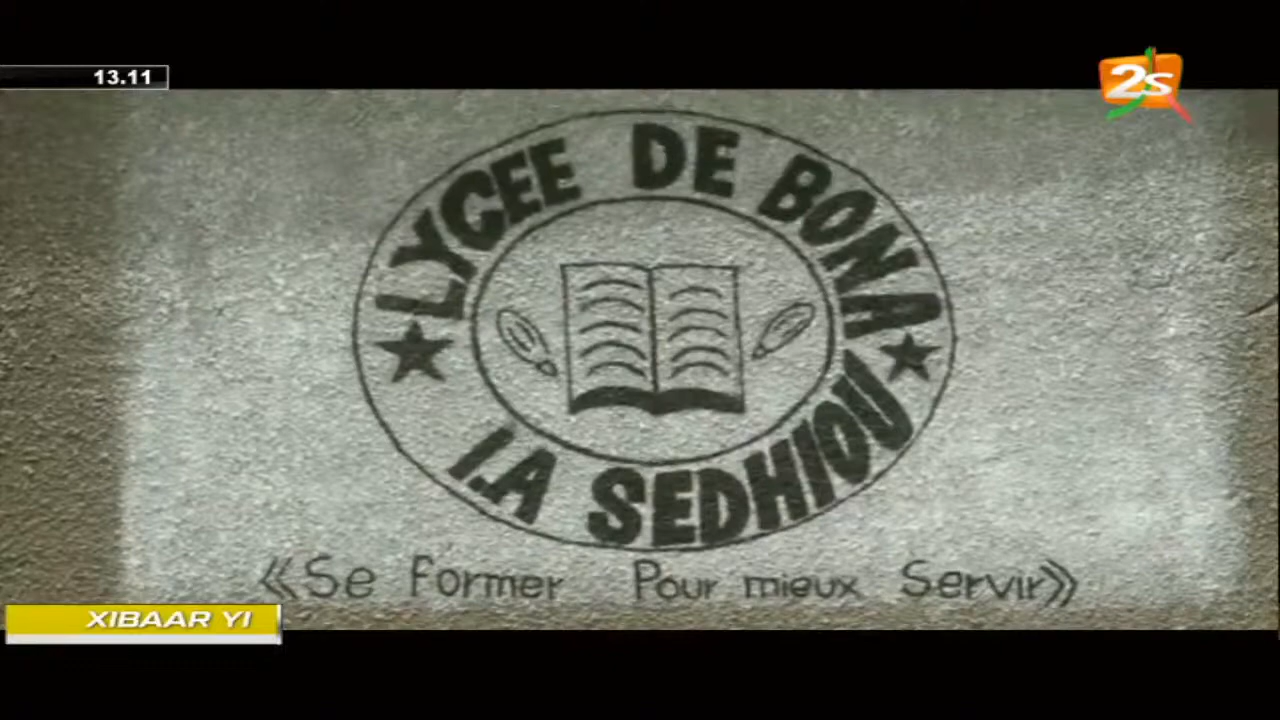 13.11
2s
LYCEE DE BONA
I.A SEDHIOU
«Se Former Pour mieux Servir»
XIBAAR YI